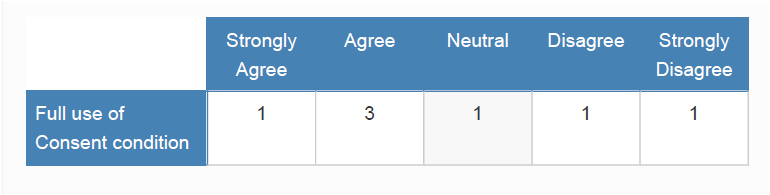 Strongly Agree Agree Neutral Disagree Strongly Disagree
Full use of Consent condition 1 3 1 1 1